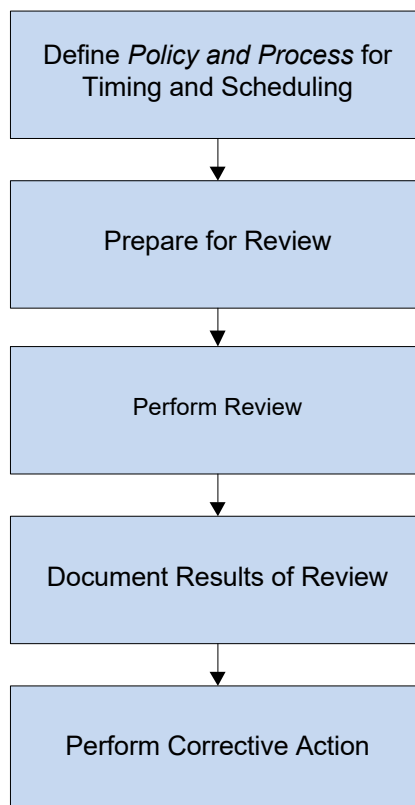 Define Policy and Process for
Timing and Scheduling
Prepare for Review
Perform Review
Document Results of Review
Perform Corrective Action